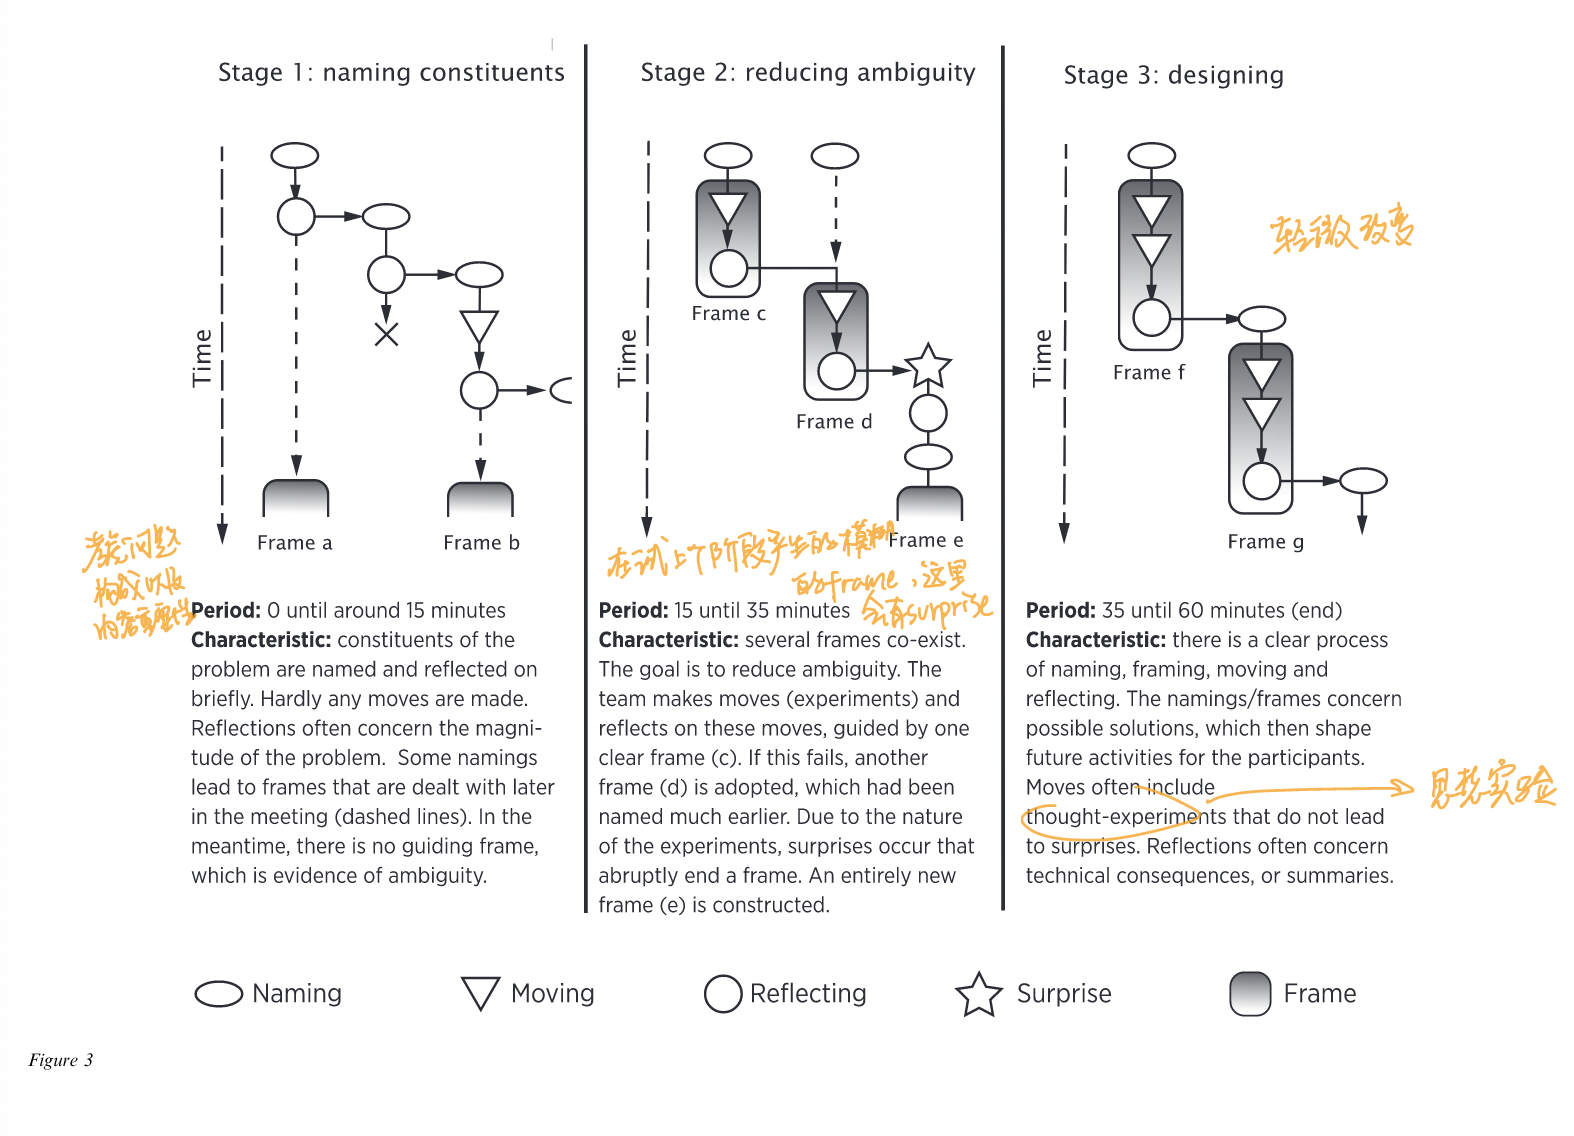 Stage 1: naming constituents
Stage 2: reducing ambiguity
Stage 3: designing
轻微改变
Time
Time
Time
Frame c
Frame d
Frame f
Frame a
Frame b
Frame e
Frame g
问题
构成以及
内容重要性
在试上个阶段产生的模糊
的frame，这里
会有surprise
Period: 0 until around 15 minutes
Characteristic: constituents of the
problem are named and reflected on
briefly. Hardly any moves are made.
Reflections often concern the magni-
tude of the problem. Some namings
lead to frames that are dealt with later
in the meeting (dashed lines). In the
meantime, there is no guiding frame,
which is evidence of ambiguity.
Period: 15 until 35 minutes
Characteristic: several frames co-exist.
The goal is to reduce ambiguity. The
team makes moves (experiments) and
reflects on these moves, guided by one
clear frame (c). If this fails, another
frame (d) is adopted, which had been
named much earlier. Due to the nature
of the experiments, surprises occur that
abruptly end a frame. An entirely new
frame (e) is constructed.
Period: 35 until 60 minutes (end)
Characteristic: there is a clear process
of naming, framing, moving and
reflecting. The namings/frames concern
possible solutions, which then shape
future activities for the participants.
Moves often include
thought-experiments that do not lead
to surprises. Reflections often concern
technical consequences, or summaries.
思想实验
Naming
Moving
Reflecting
Surprise
Frame
Figure 3